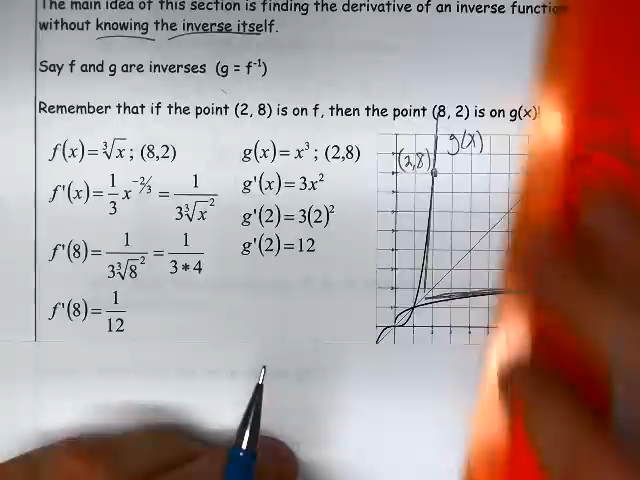 The main idea of this section is finding the derivative of an inverse
without knowing the inverse itself.
Say f and g are inverses (g = f⁻¹)
Remember that if the point (2, 8) is on f, then the point (8, 2) is on g(x)!
f(x) = ∛x ; (8,2)
f'(x) = 1/3 x^(-2/3) = 1/(3∛x²)
f'(8) = 1/(3∛8²) = 1/(3*4)
f'(8) = 1/12
g(x) = x³ ; (2,8)
g'(x) = 3x²
g'(2) = 3(2)²
g'(2) = 12
g(x)
(2,8)